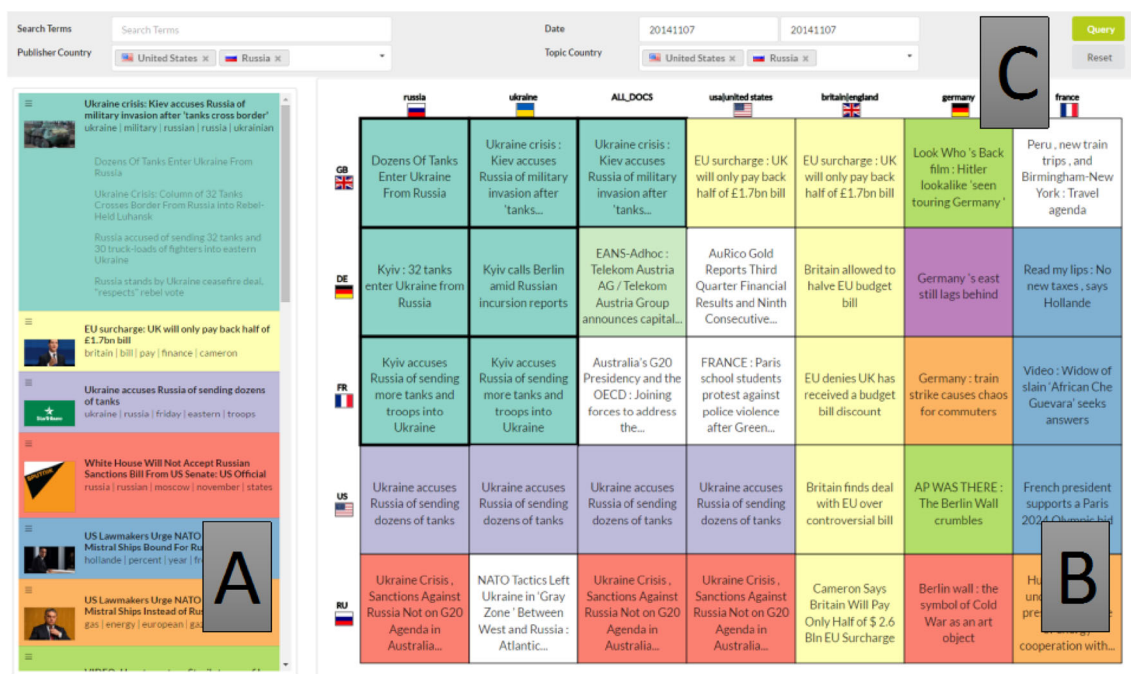 Search Terms
Search Terms
Date
20141107
20141107
Query
Publisher Country
United States ×
Russia ×
Topic Country
United States ×
Russia ×
Reset
C
Ukraine crisis: Kiev accuses Russia of
military invasion after 'tanks cross border'
ukraine | military | russian | russia | ukrainian
Dozens Of Tanks Enter Ukraine From
Russia
Ukraine Crisis: Column of 32 Tanks
Crosses Border From Russia into Rebel-
Held Luhansk
Russia accused of sending 32 tanks and
30 truck-loads of fighters into eastern
Ukraine
Russia stands by Ukraine ceasefire deal,
"respects" rebel vote
EU surcharge: UK will only pay back half of
£1.7bn bill
britain | bill | pay | finance | cameron
Ukraine accuses Russia of sending dozens
of tanks
ukraine | russia | friday | eastern | troops
White House Will Not Accept Russian
Sanctions Bill From US Senate: US Official
russia | russian | moscow | november | states
SPUTNIK
US Lawmakers Urge NATO
Mistral Ships Bound For
hollande | percent | year |
US Lawmakers Urge NATO
Mistral Ships Instead of
gas | energy | european |
A
russia
ukraine
ALL_DOCS
usa|united states
britain|england
germany
france
GB
Dozens Of Tanks
Enter Ukraine
From Russia
Ukraine crisis :
Kiev accuses
Russia of military
invasion after
'tanks...
Ukraine crisis :
Kiev accuses
Russia of military
invasion after
'tanks...
EU surcharge : UK
will only pay back
half of £1.7bn bill
EU surcharge : UK
will only pay back
half of £1.7bn bill
Look Who 's Back
film : Hitler
lookalike 'seen
touring Germany '
Peru , new train
trips , and
Birmingham-New
York : Travel
agenda
DE
Kyiv : 32 tanks
enter Ukraine from
Russia
Kyiv calls Berlin
amid Russian
incursion reports
EANS-Adhoc :
Telekom Austria
AG / Telekom
Austria Group
announces capital...
AuRico Gold
Reports Third
Quarter Financial
Results and Ninth
Consecutive...
Britain allowed to
halve EU budget
bill
Germany 's east
still lags behind
Read my lips : No
new taxes , says
Hollande
FR
Kyiv accuses
Russia of sending
more tanks and
troops into
Ukraine
Kyiv accuses
Russia of sending
more tanks and
troops into
Ukraine
Australia's G20
Presidency and the
OECD : Joining
forces to address
the...
FRANCE : Paris
school students
protest against
police violence
after Green...
EU denies UK has
received a budget
bill discount
Germany : train
strike causes chaos
for commuters
Video : Widow of
slain 'African Che
Guevara' seeks
answers
US
Ukraine accuses
Russia of sending
dozens of tanks
Ukraine accuses
Russia of sending
dozens of tanks
Ukraine accuses
Russia of sending
dozens of tanks
Ukraine accuses
Russia of sending
dozens of tanks
Britain finds deal
with EU over
controversial bill
AP WAS THERE :
The Berlin Wall
crumbles
French president
supports a Paris
2024 Olympic bid
RU
Ukraine Crisis ,
Sanctions Against
Russia Not on G20
Agenda in
Australia...
NATO Tactics Left
Ukraine in 'Gray
Zone ' Between
West and Russia :
Atlantic...
Ukraine Crisis ,
Sanctions Against
Russia Not on G20
Agenda in
Australia...
Ukraine Crisis ,
Sanctions Against
Russia Not on G20
Agenda in
Australia...
Cameron Says
Britain Will Pay
Only Half of $ 2.6
Bln EU Surcharge
Berlin wall : the
symbol of Cold
War as an art
object
cooperation with...
B